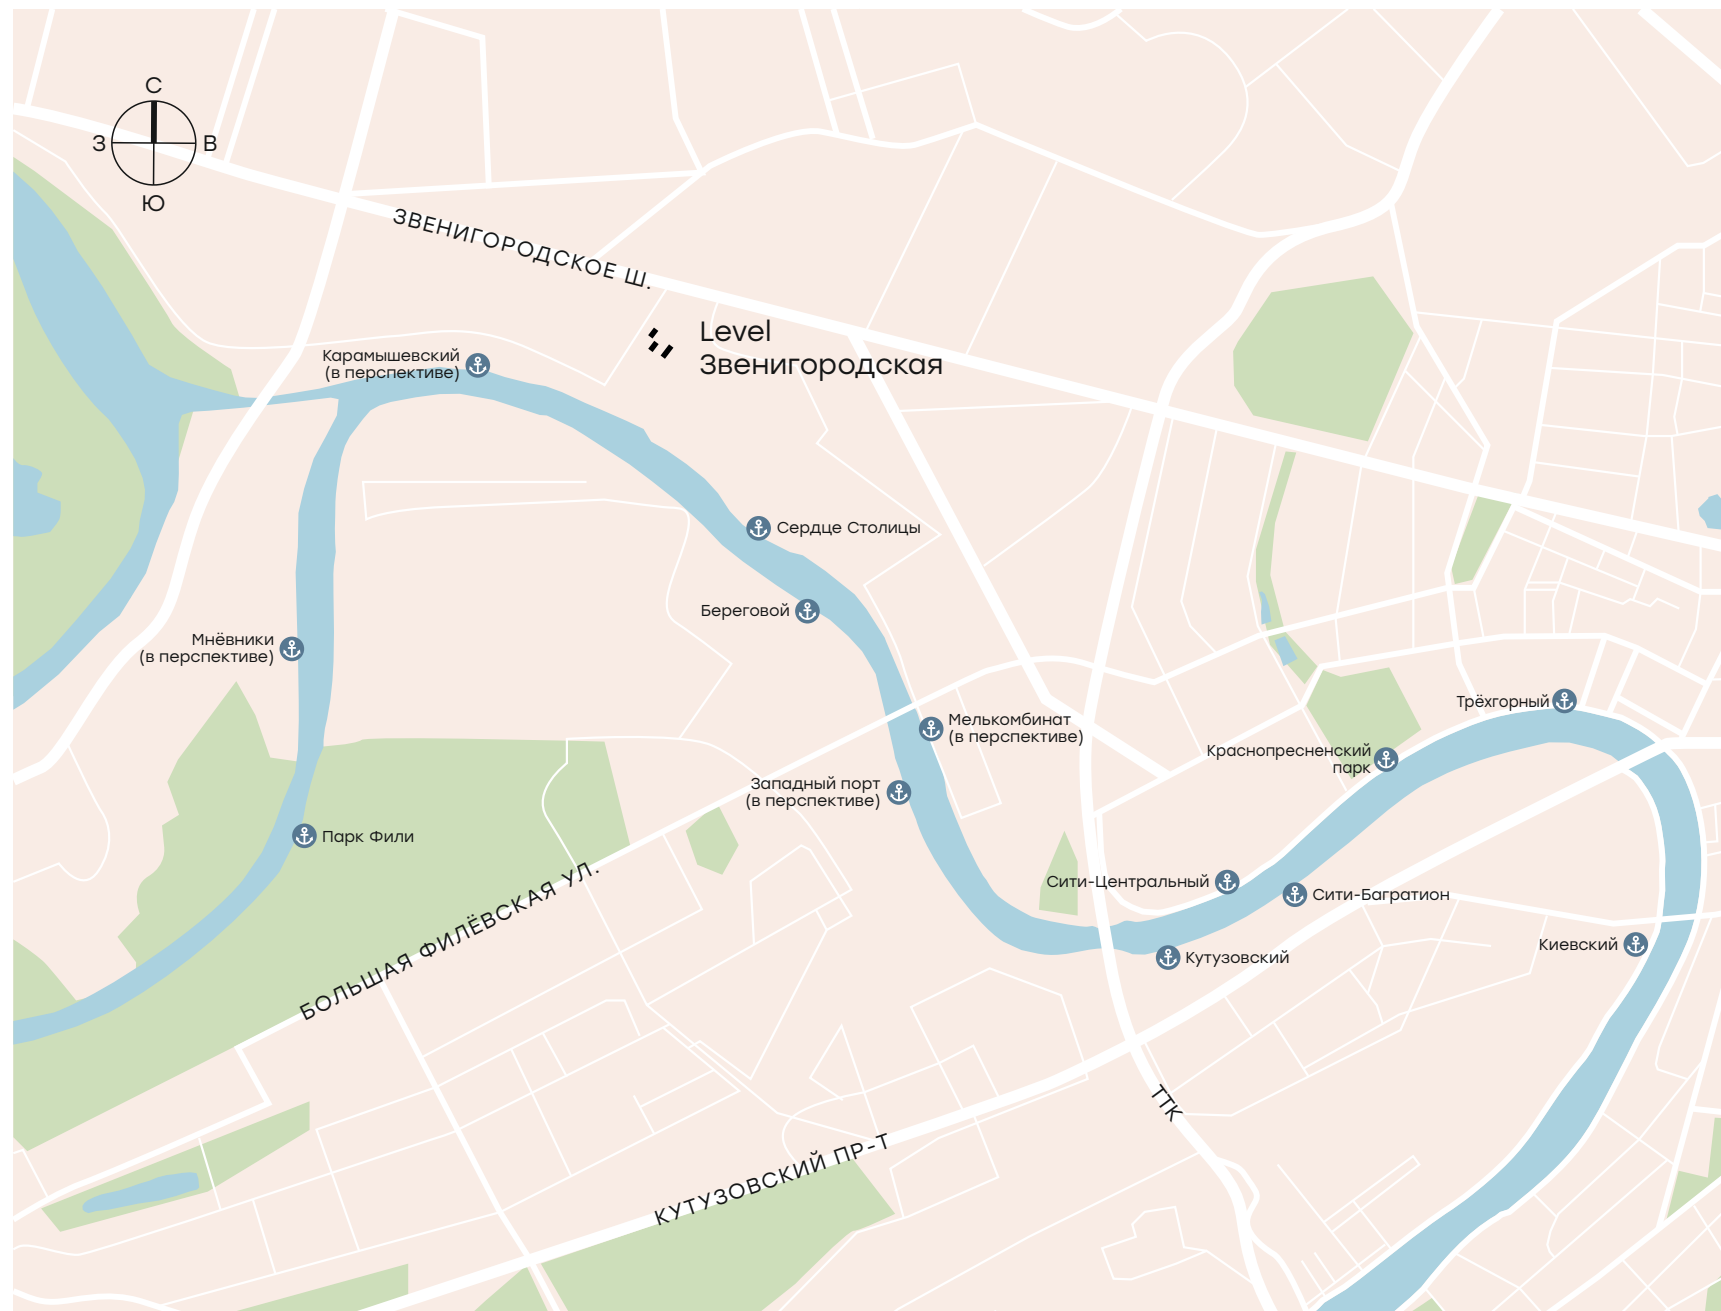 С
З
В
Ю
ЗВЕНИГОРОДСКОЕ Ш.
Level
Звенигородская
Карамышевский
(в перспективе)
Сердце Столицы
Береговой
Мнёвники
(в перспективе)
Трёхгорный
Мелькомбинат
(в перспективе)
Краснопресненский
парк
Западный порт
(в перспективе)
Парк Фили
БОЛЬШАЯ ФИЛЁВСКАЯ УЛ.
Сити-Центральный
Сити-Багратион
Киевский
Кутузовский
ТТК
КУТУЗОВСКИЙ ПР-Т